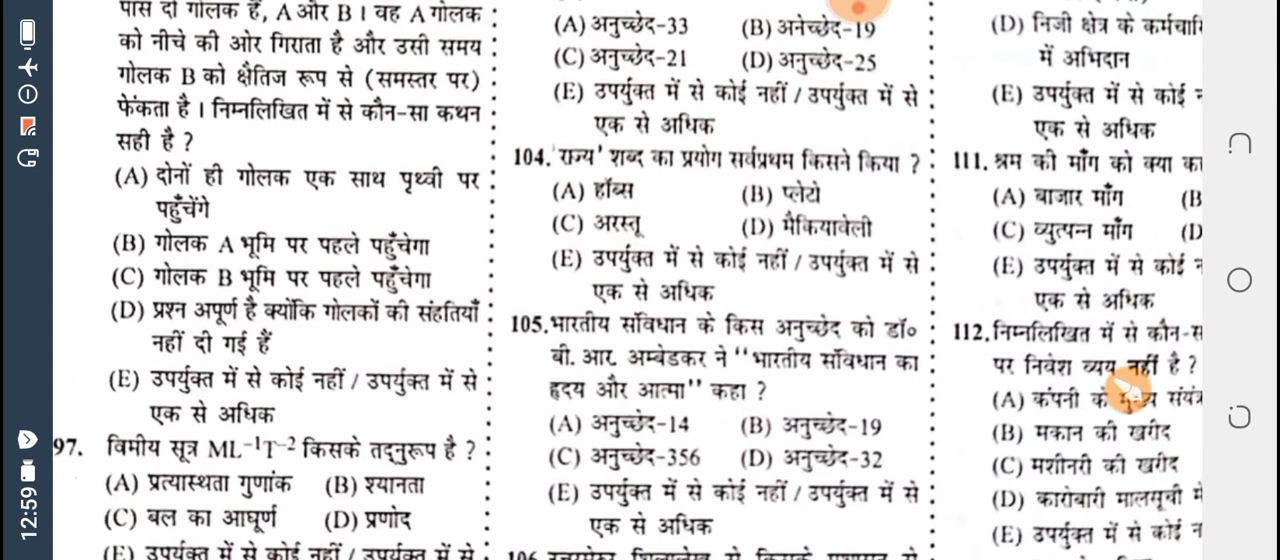 पास दो गोलक हैं, A और B । वह A गोलक
को नीचे की ओर गिराता है और उसी समय
गोलक B को क्षैतिज रूप से (समस्तर पर)
फेंकता है । निम्नलिखित में से कौन-सा कथन
सही है ?
(A) दोनों ही गोलक एक साथ पृथ्वी पर
पहुँचेंगे
(B) गोलक A भूमि पर पहले पहुँचेगा
(C) गोलक B भूमि पर पहले पहुँचेगा
(D) प्रश्न अपूर्ण है क्योंकि गोलकों की संहतियाँ
नहीं दी गई हैं
(E) उपर्युक्त में से कोई नहीं / उपर्युक्त में से
एक से अधिक
97. विमीय सूत्र ML⁻¹T⁻² किसके तद्नुरूप है ?
(A) प्रत्यास्थता गुणांक (B) श्यानता
(C) बल का आघूर्ण (D) प्रणोद
(E) उपर्युक्त में से कोई नहीं / उपर्युक्त में से
(A) अनुच्छेद-33 (B) अनेच्छेद-19
(C) अनुच्छेद-21 (D) अनुच्छेद-25
(E) उपर्युक्त में से कोई नहीं / उपर्युक्त में से
एक से अधिक
104. 'राज्य' शब्द का प्रयोग सर्वप्रथम किसने किया ?
(A) हॉब्स (B) प्लेटो
(C) अरस्तू (D) मैकियावेली
(E) उपर्युक्त में से कोई नहीं / उपर्युक्त में से
एक से अधिक
105. भारतीय संविधान के किस अनुच्छेद को डॉ०
बी. आर. अम्बेडकर ने "भारतीय संविधान का
हृदय और आत्मा" कहा ?
(A) अनुच्छेद-14 (B) अनुच्छेद-19
(C) अनुच्छेद-356 (D) अनुच्छेद-32
(E) उपर्युक्त में से कोई नहीं / उपर्युक्त में से
एक से अधिक
106.
(D) निजी क्षेत्र के कर्मचारि
में अभिदान
(E) उपर्युक्त में से कोई
एक से अधिक
111. श्रम की माँग को क्या
(A) बाजार माँग (B
(C) व्युत्पन्न माँग (D
(E) उपर्युक्त में से कोई
एक से अधिक
112. निम्नलिखित में से कौन-स
पर निवेश व्यय नहीं है ?
(A) कंपनी के संयंत्र
(B) मकान की खरीद
(C) मशीनरी की खरीद
(D) कारोबारी मालसूची में
(E) उपर्युक्त में से कोई
12:59